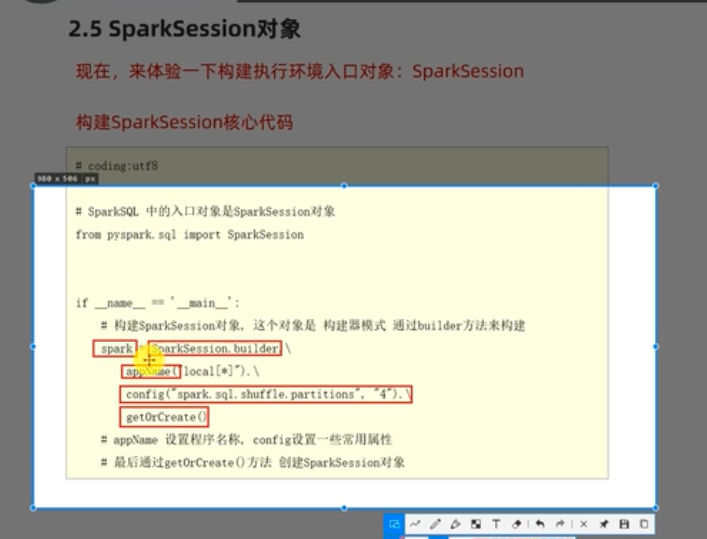 2.5 SparkSession对象
现在，来体验一下构建执行环境入口对象：SparkSession
构建SparkSession核心代码
# coding:utf8
980 x 506 px
# SparkSQL 中的入口对象是SparkSession对象
from pyspark.sql import SparkSession
if __name__ == '__main__':
# 构建SparkSession对象, 这个对象是 构建器模式 通过builder方法来构建
spark = SparkSession.builder.\
appName("local[*]").\
config("spark.sql.shuffle.partitions", "4").\
getOrCreate()
# appName 设置程序名称, config设置一些常用属性
# 最后通过getOrCreate()方法 创建SparkSession对象